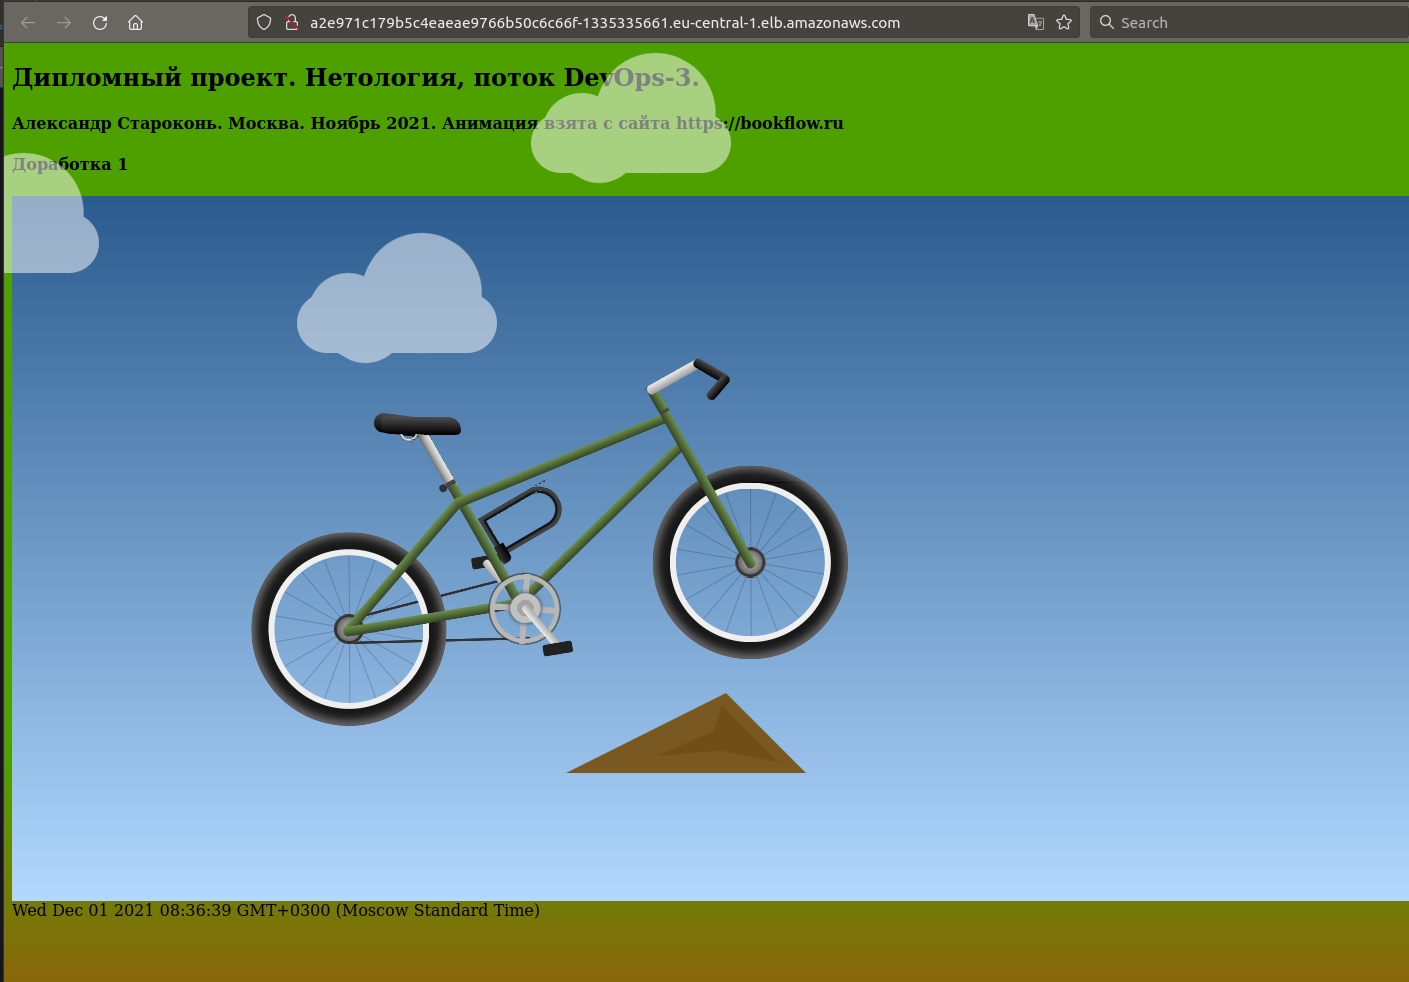 a2e971c179b5c4eaeae9766b50c6c66f-1335335661.eu-central-1.elb.amazonaws.com
Search
Дипломный проект. Нетология, поток DevOps-3.
Александр Староконь. Москва. Ноябрь 2021. Анимация взята с сайта https://bookflow.ru
Доработка 1
Wed Dec 01 2021 08:36:39 GMT+0300 (Moscow Standard Time)